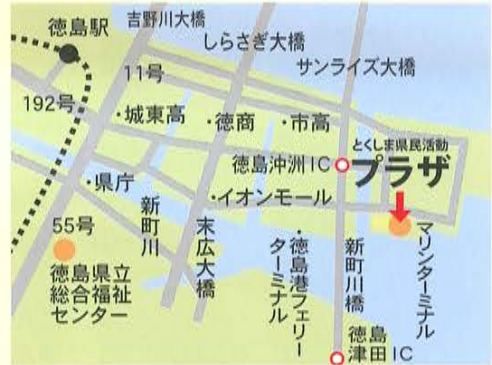 吉野川大橋
徳島駅
しらさぎ大橋
サンライズ大橋
11号
192号
・城東高
・徳商
・市高
とくしま県民活動
プラザ
徳島沖洲IC
・県庁
・イオンモール
新町川
末広大橋
・徳島港フェリー
ターミナル
新町川橋
マリンターミナル
55号
徳島県立
総合福祉
センター
徳島
津田IC